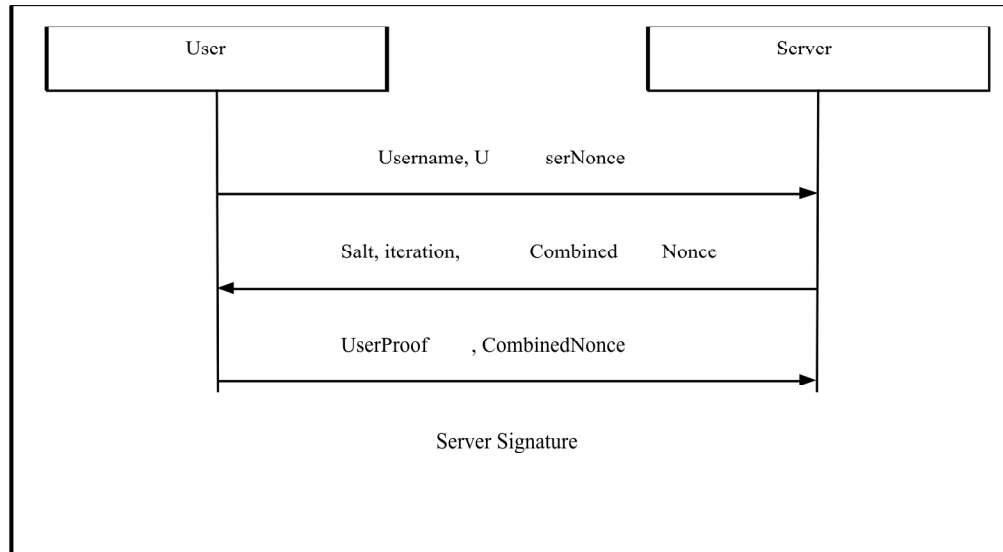 User Server
Username, U serNonce
Salt, iteration, Combined Nonce
UserProof , CombinedNonce
Server Signature